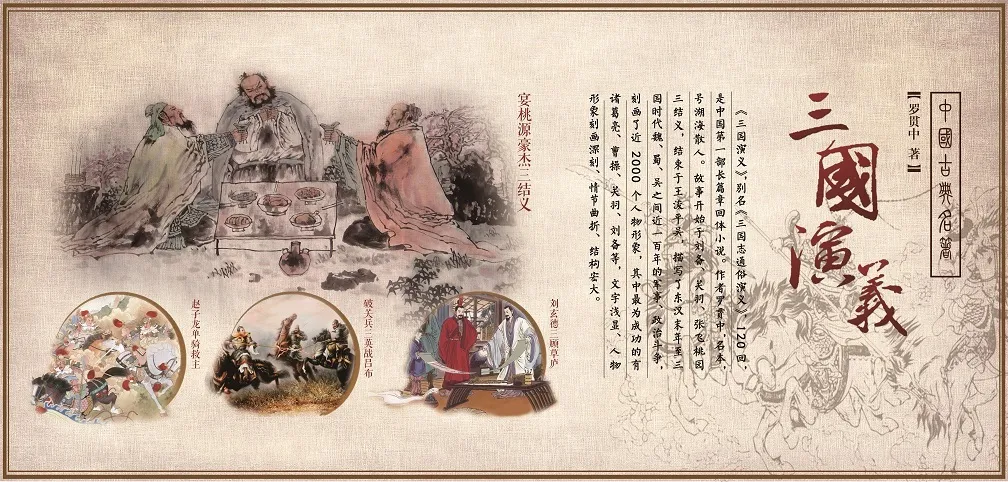 中國古典名著
【罗贯中 著】
三國演義
《三国演义》，别名《三国志通俗演义》，120回，
是中国第一部长篇章回体小说。作者罗贯中，名本，
号湖海散人。故事开始于刘备、关羽、张飞桃园
三结义，结束于王浚平吴，描写了东汉末年至三
国时代魏、蜀、吴之间近一百年的军事、政治斗争，
刻画了近 2000 个人物形象，其中最为成功的有
诸葛亮、曹操、关羽、刘备等，文字浅显、人物
形象刻画深刻、情节曲折、结构宏大。
宴桃源豪杰三结义
刘玄德三顾草庐
破关兵三英战吕布
赵子龙单骑救主